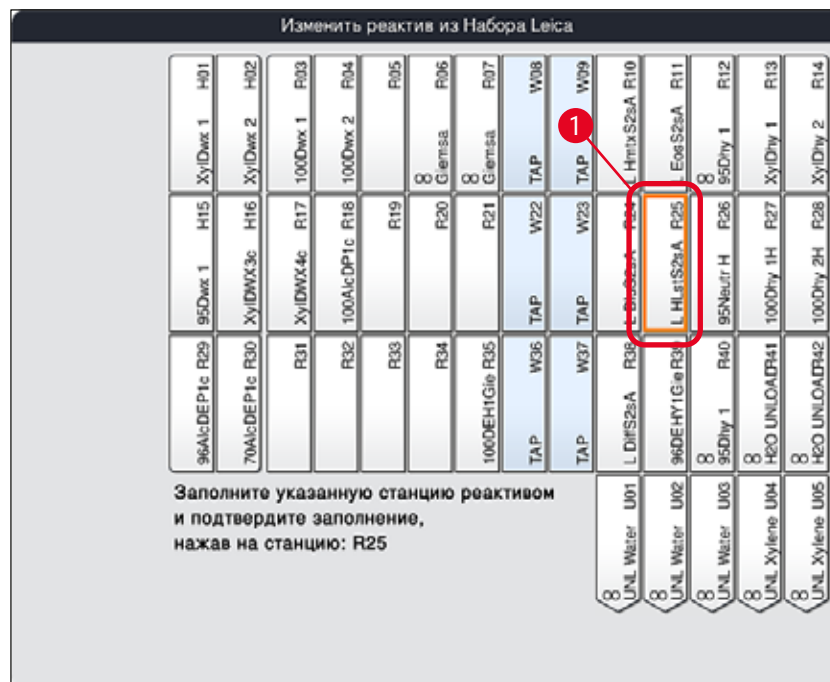 Изменить реактив из Набора Leica
XylDwx 1 H01
XylDwx 2 H02
100Dwx 1 R03
100Dwx 2 R04
R05
∞ Giemsa R06
∞ Giemsa R07
TAP W08
TAP W09
L HmtxS2sA R10
L EosS2sA R11
∞ 95Dhy 1 R12
XylDhy 1 R13
XylDhy 2 R14
1
95Dwx 1 H15
XylDWX3c H16
XylDWX4c R17
100AlcDP1c R18
R19
R20
R21
TAP W22
TAP W23
R24
L HLstS2sA R25
95Neutr H R26
100Dhy 1H R27
100Dhy 2H R28
96AlcDEP1c R29
70AlcDEP1c R30
R31
R32
R33
R34
100DEH1Gie R35
TAP W36
TAP W37
L DifS2sA R38
96DEHY1Gie R39
∞ 95Dhy 1 R40
∞ H2O UNLOAD R41
∞ H2O UNLOAD R42
Заполните указанную станцию реактивом
и подтвердите заполнение,
нажав на станцию: R25
∞ UNL Water U01
∞ UNL Water U02
∞ UNL Water U03
∞ UNL Xylene U04
∞ UNL Xylene U05